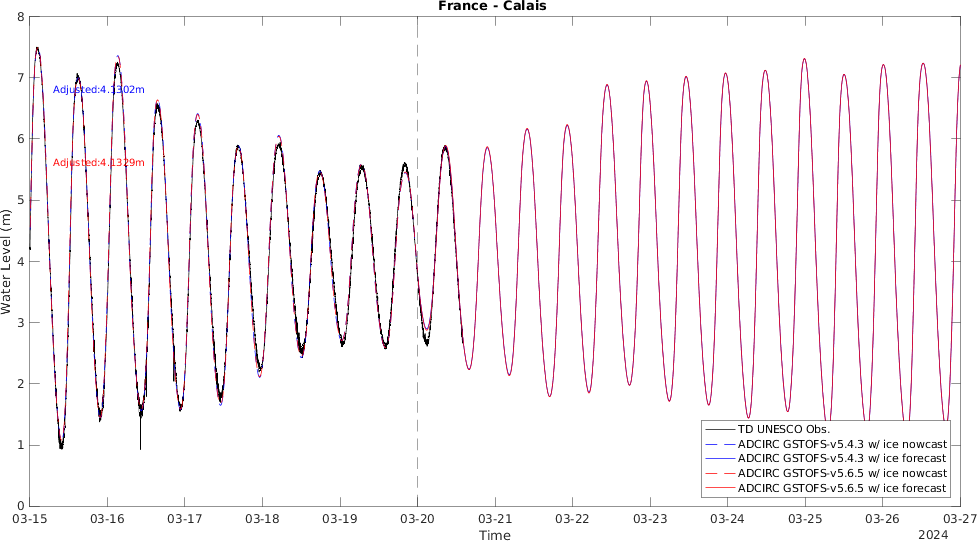 France - Calais
8
7
6
5
4
3
2
1
0
Water Level (m)
Adjusted:4.1302m
Adjusted:4.1329m
TD UNESCO Obs.
ADCIRC GSTOFS-v5.4.3 w/ ice nowcast
ADCIRC GSTOFS-v5.4.3 w/ ice forecast
ADCIRC GSTOFS-v5.6.5 w/ ice nowcast
ADCIRC GSTOFS-v5.6.5 w/ ice forecast
03-15 03-16 03-17 03-18 03-19 03-20 03-21 03-22 03-23 03-24 03-25 03-26 03-27
Time
2024